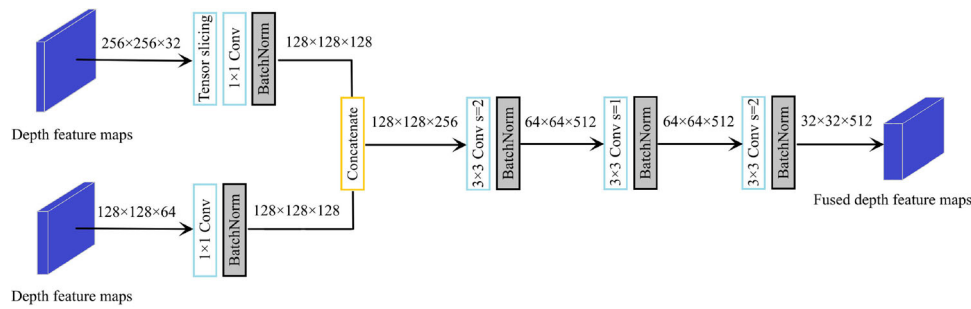 256×256×32
Tensor slicing
1×1 Conv
BatchNorm
128×128×128
Depth feature maps
128×128×64
1×1 Conv
BatchNorm
128×128×128
Depth feature maps
Concatenate
128×128×256
3×3 Conv s=2
BatchNorm
64×64×512
3×3 Conv s=1
BatchNorm
64×64×512
3×3 Conv s=2
BatchNorm
32×32×512
Fused depth feature maps